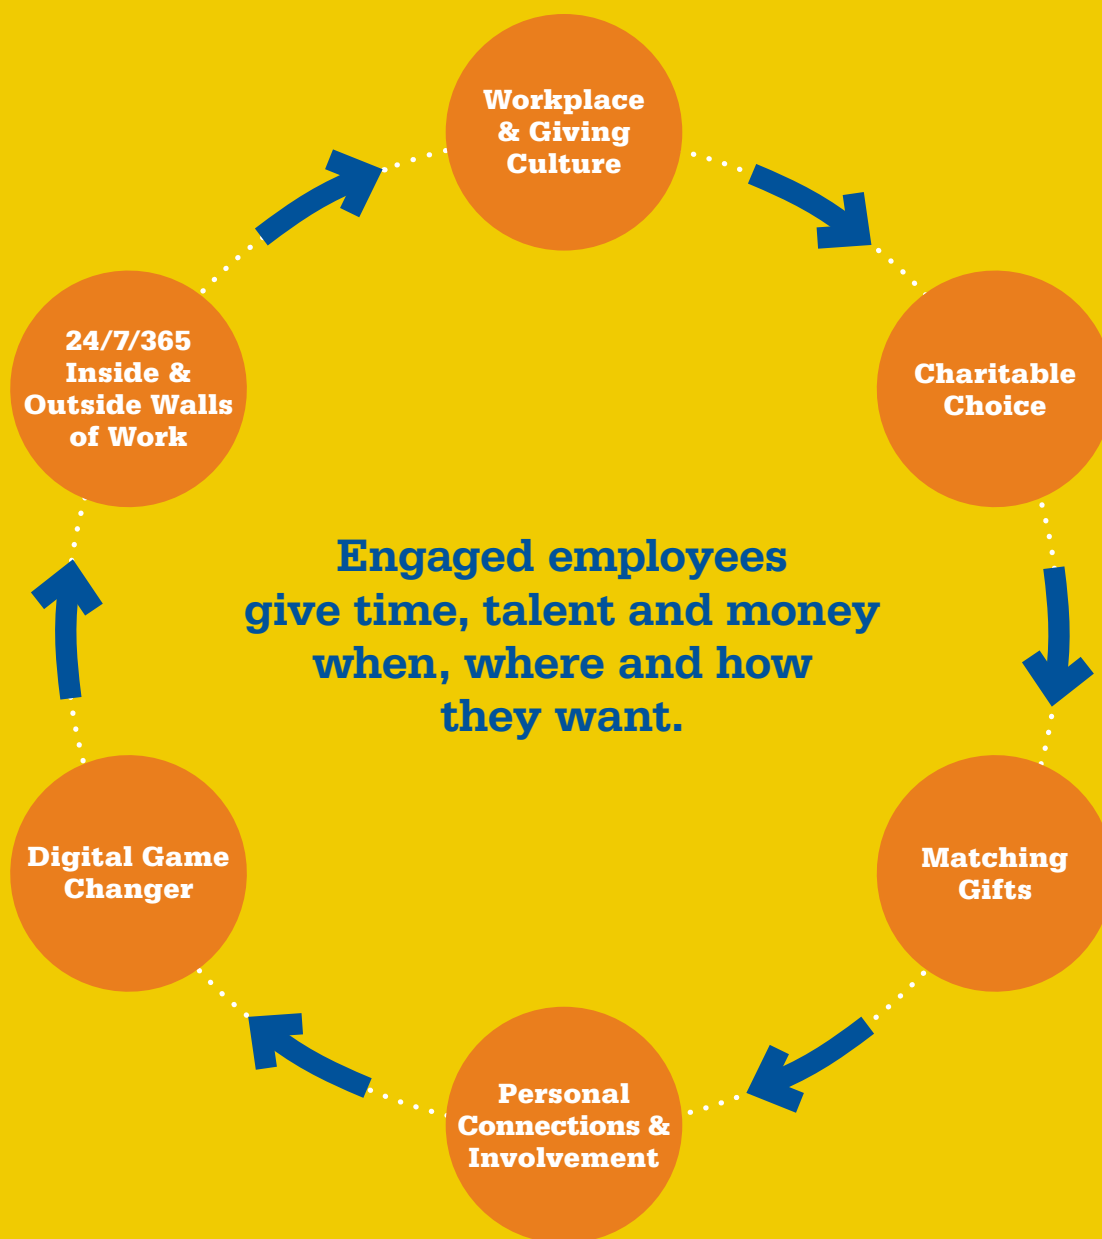 Workplace
& Giving
Culture
24/7/365
Inside &
Outside Walls
of Work
Charitable
Choice
Engaged employees
give time, talent and money
when, where and how
they want.
Digital Game
Changer
Matching
Gifts
Personal
Connections &
Involvement